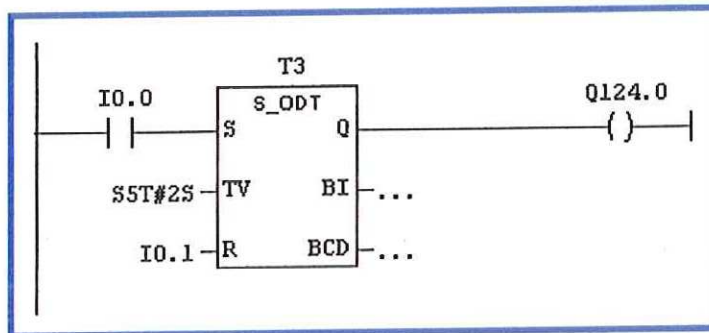 T3
I0.0
S_ODT
Q124.0
S
Q
S5T#2S
TV
BI
...
I0.1
R
BCD
...